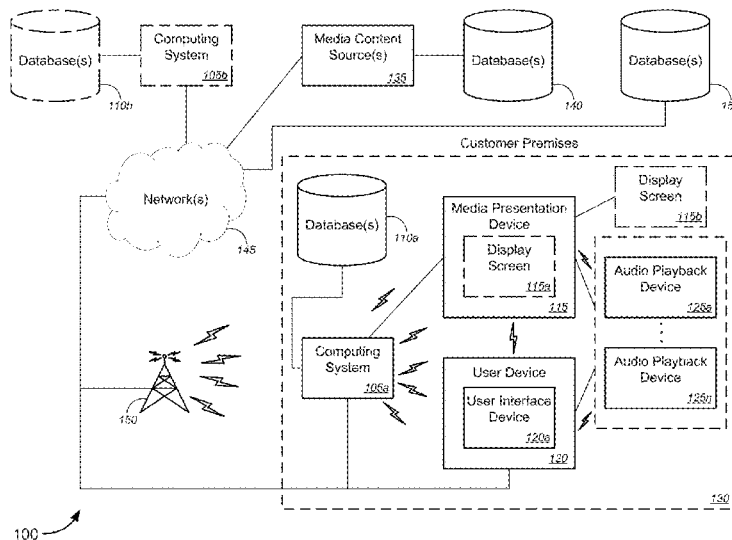 Database(s)
110b
Computing
System
105b
Media Content
Source(s)
135
Database(s)
140
Database(s)
15
Customer Premises
Network(s)
145
Database(s)
110a
Media Presentation
Device
Display
Screen
115a
115
Display
Screen
115b
Audio Playback
Device
125a
Audio Playback
Device
125n
Computing
System
105a
User Device
User Interface
Device
120a
120
150
130
100